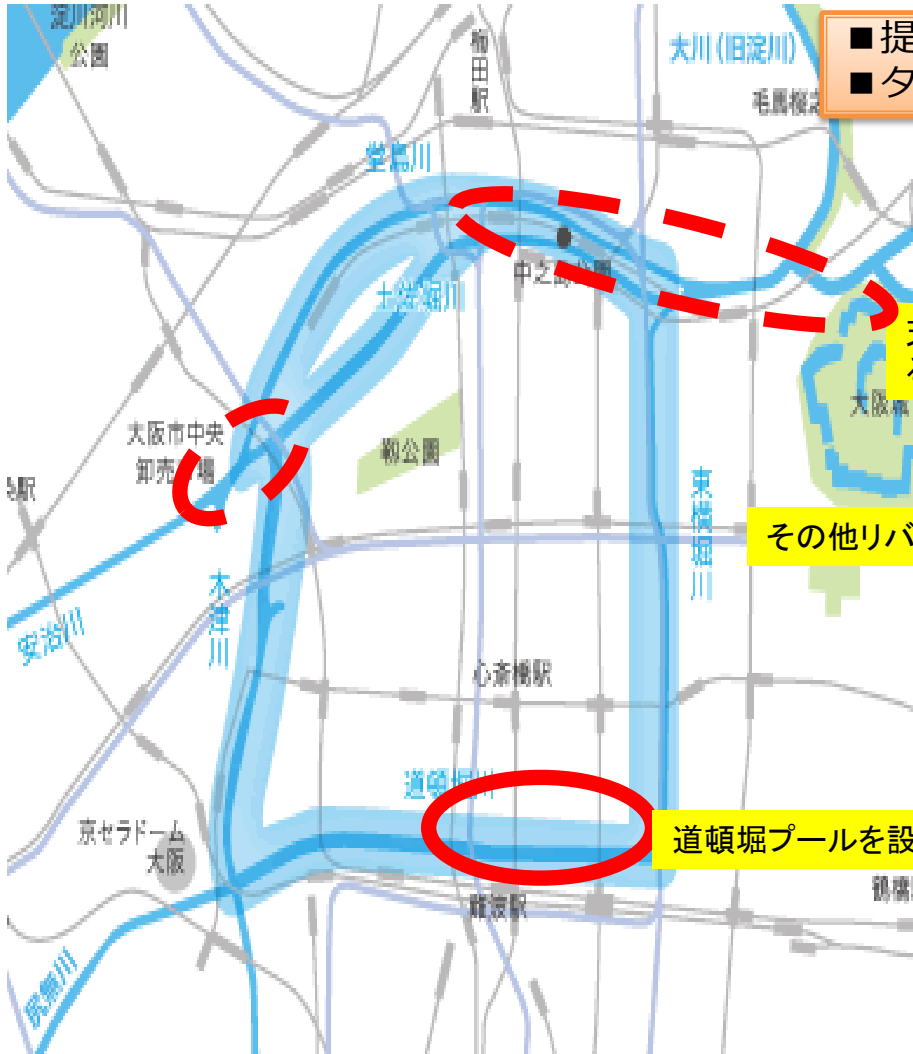 淀川河川
公園
梅田駅
大川(旧淀川)
■提
■タ
毛馬桜之
堂島川
中之島公園
土佐堀川
大阪市中央
卸売市場
靱公園
大阪城
東横堀川
その他リバ
木津川
安治川
心斎橋駅
道頓堀川
京セラドーム
大阪
道頓堀プールを設
鶴橋
難波駅
尻無川